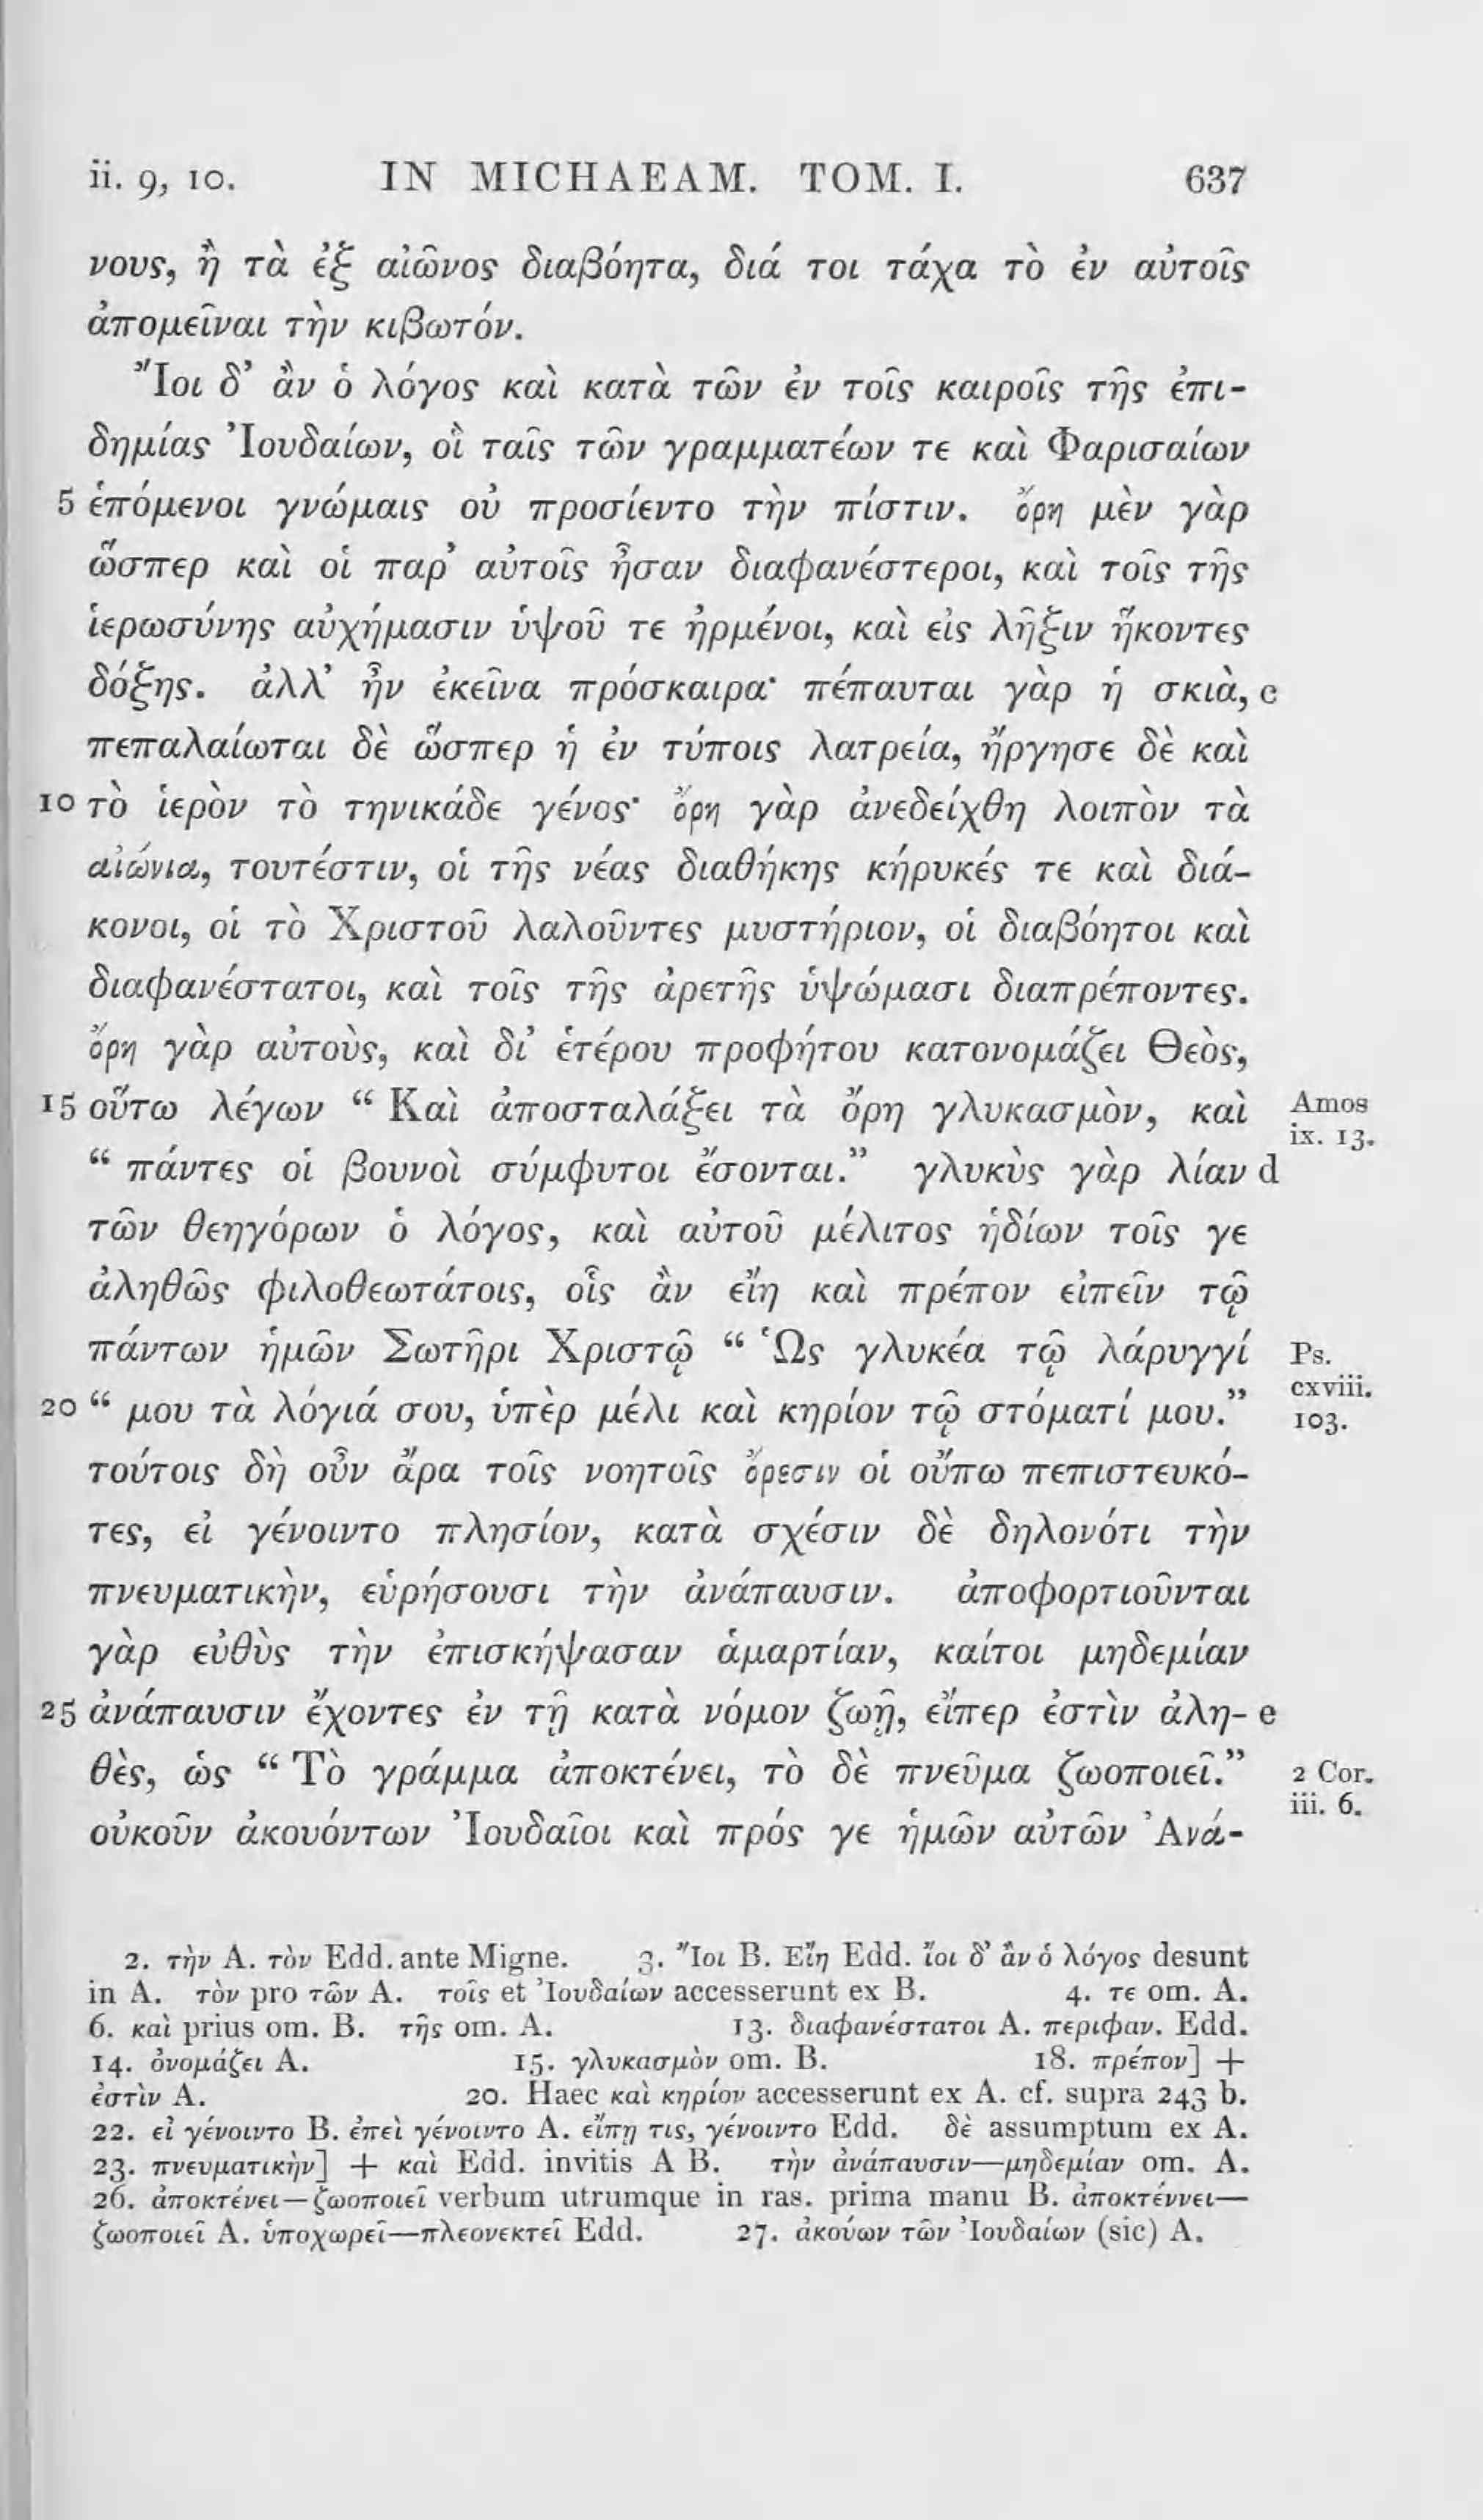 ii. 9, 10. IN MICHAEAM. TOM. I. 637
νους, ἢ τὰ ἐξ αἰῶνος διαβόητα, διά τοι τάχα τὸ ἐν αὐτοῖς
ἀπομεῖναι τὴν κιβωτόν.
Ἴοι δ’ ἂν ὁ λόγος καὶ κατὰ τῶν ἐν τοῖς καιροῖς τῆς ἐπι-
δημίας Ἰουδαίων, οἳ ταῖς τῶν γραμματέων τε καὶ Φαρισαίων
5 ἑπόμενοι γνώμαις οὐ προσίεντο τὴν πίστιν. ὄρη μὲν γὰρ
ὥσπερ καὶ οἱ παρ’ αὐτοῖς ἦσαν διαφανέστεροι, καὶ τοῖς τῆς
ἱερωσύνης αὐχήμασιν ὑψοῦ τε ἠρμένοι, καὶ εἰς λῆξιν ἥκοντες
δόξης. ἀλλ’ ἦν ἐκεῖνα πρόσκαιρα· πέπαυται γὰρ ἡ σκιὰ, c
πεπαλαίωται δὲ ὥσπερ ἡ ἐν τύποις λατρεία, ἤργησε δὲ καὶ
10 τὸ ἱερὸν τὸ τηνικάδε γένος· ὄρη γὰρ ἀνεδείχθη λοιπὸν τὰ
αἰώνια, τουτέστιν, οἱ τῆς νέας διαθήκης κήρυκές τε καὶ διά-
κονοι, οἱ τὸ Χριστοῦ λαλοῦντες μυστήριον, οἱ διαβόητοι καὶ
διαφανέστατοι, καὶ τοῖς τῆς ἀρετῆς ὑψώμασι διαπρέποντες.
ὄρη γὰρ αὐτοὺς, καὶ δι’ ἑτέρου προφήτου κατονομάζει Θεὸς,
15 οὕτω λέγων “ Καὶ ἀποσταλάξει τὰ ὄρη γλυκασμὸν, καὶ Amos
ix. 13.
“ πάντες οἱ βουνοὶ σύμφυτοι ἔσονται.” γλυκὺς γὰρ λίαν d
τῶν θεηγόρων ὁ λόγος, καὶ αὐτοῦ μέλιτος ἡδίων τοῖς γε
ἀληθῶς φιλοθεωτάτοις, οἷς ἂν εἴη καὶ πρέπον εἰπεῖν τῷ
πάντων ἡμῶν Σωτῆρι Χριστῷ “ Ὡς γλυκέα τῷ λάρυγγί Ps.
cxviii.
20 “ μου τὰ λόγιά σου, ὑπὲρ μέλι καὶ κηρίον τῷ στόματί μου.” 103.
τούτοις δὴ οὖν ἄρα τοῖς νοητοῖς ὄρεσιν οἱ οὔπω πεπιστευκό-
τες, εἰ γένοιντο πλησίον, κατὰ σχέσιν δὲ δηλονότι τὴν
πνευματικὴν, εὑρήσουσι τὴν ἀνάπαυσιν. ἀποφορτιοῦνται
γὰρ εὐθὺς τὴν ἐπισκήψασαν ἁμαρτίαν, καίτοι μηδεμίαν
25 ἀνάπαυσιν ἔχοντες ἐν τῇ κατὰ νόμον ζωῇ, εἴπερ ἐστὶν ἀλη- e
θὲς, ὡς “ Τὸ γράμμα ἀποκτένει, τὸ δὲ πνεῦμα ζωοποιεῖ.” 2 Cor.
iii. 6.
οὐκοῦν ἀκουόντων Ἰουδαῖοι καὶ πρός γε ἡμῶν αὐτῶν Ἀνά-
2. τὴν A. τὸν Edd. ante Migne. 3. Ἴοι B. Εἴη Edd. ἴοι δ’ ἂν ὁ λόγος desunt
in A. τὸν pro τῶν A. τοῖς et Ἰουδαίων accesserunt ex B. 4. τε om. A.
6. καὶ prius om. B. τῆς om. A. 13. διαφανέστατοι A. περιφαν. Edd.
14. ὀνομάζει A. 15. γλυκασμὸν om. B. 18. πρέπον] +
ἐστὶν A. 20. Haec καὶ κηρίον accesserunt ex A. cf. supra 243 b.
22. εἰ γένοιντο B. ἐπεὶ γένοιντο A. εἴπῃ τις, γένοιντο Edd. δὲ assumptum ex A.
23. πνευματικὴν] + καὶ Edd. invitis A B. τὴν ἀνάπαυσιν—μηδεμίαν om. A.
26. ἀποκτένει—ζωοποιεῖ verbum utrumque in ras. prima manu B. ἀποκτέννει—
ζωοποιεῖ A. ὑποχωρεῖ—πλεονεκτεῖ Edd. 27. ἀκούων τῶν Ἰουδαίων (sic) A.